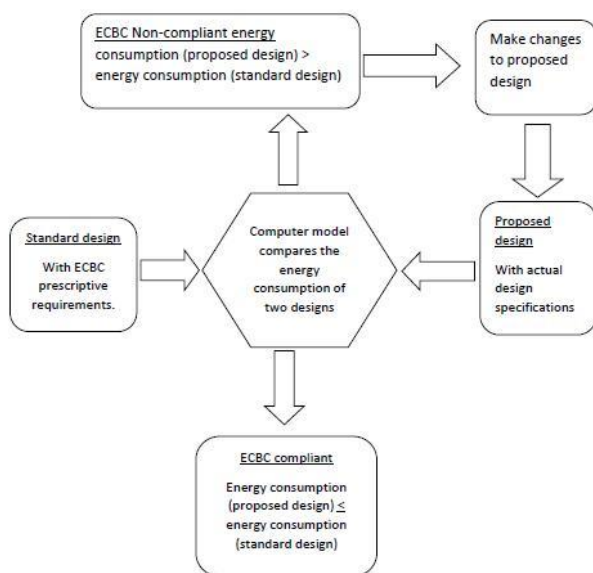 ECBC Non-compliant energy
consumption (proposed design) >
energy consumption (standard design)
Make changes
to proposed
design
Standard design
With ECBC
prescriptive
requirements.
Computer model
compares the
energy
consumption of
two designs
Proposed
design
With actual
design
specifications
ECBC compliant
Energy consumption
(proposed design) ≤
energy consumption
(standard design)